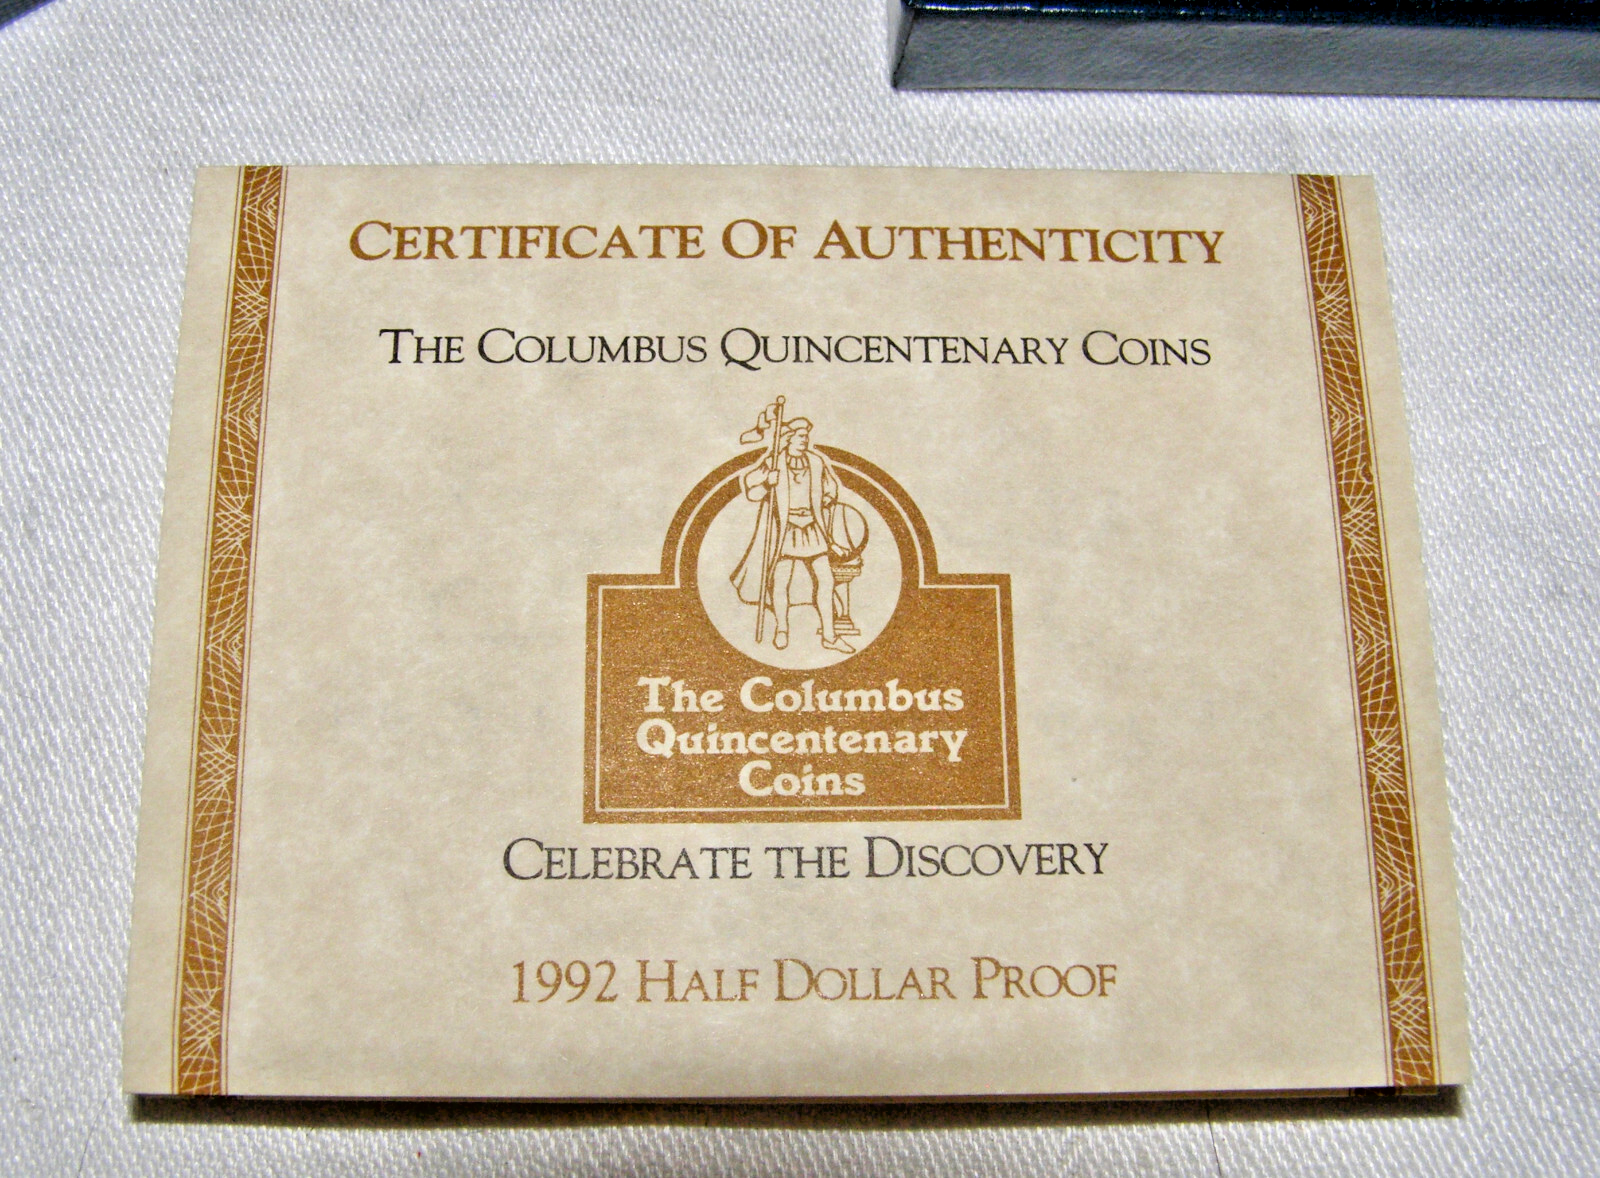 CERTIFICATE OF AUTHENTICITY
THE COLUMBUS QUINCENTENARY COINS
The Columbus
Quincentenary
Coins
CELEBRATE THE DISCOVERY
1992 HALF DOLLAR PROOF